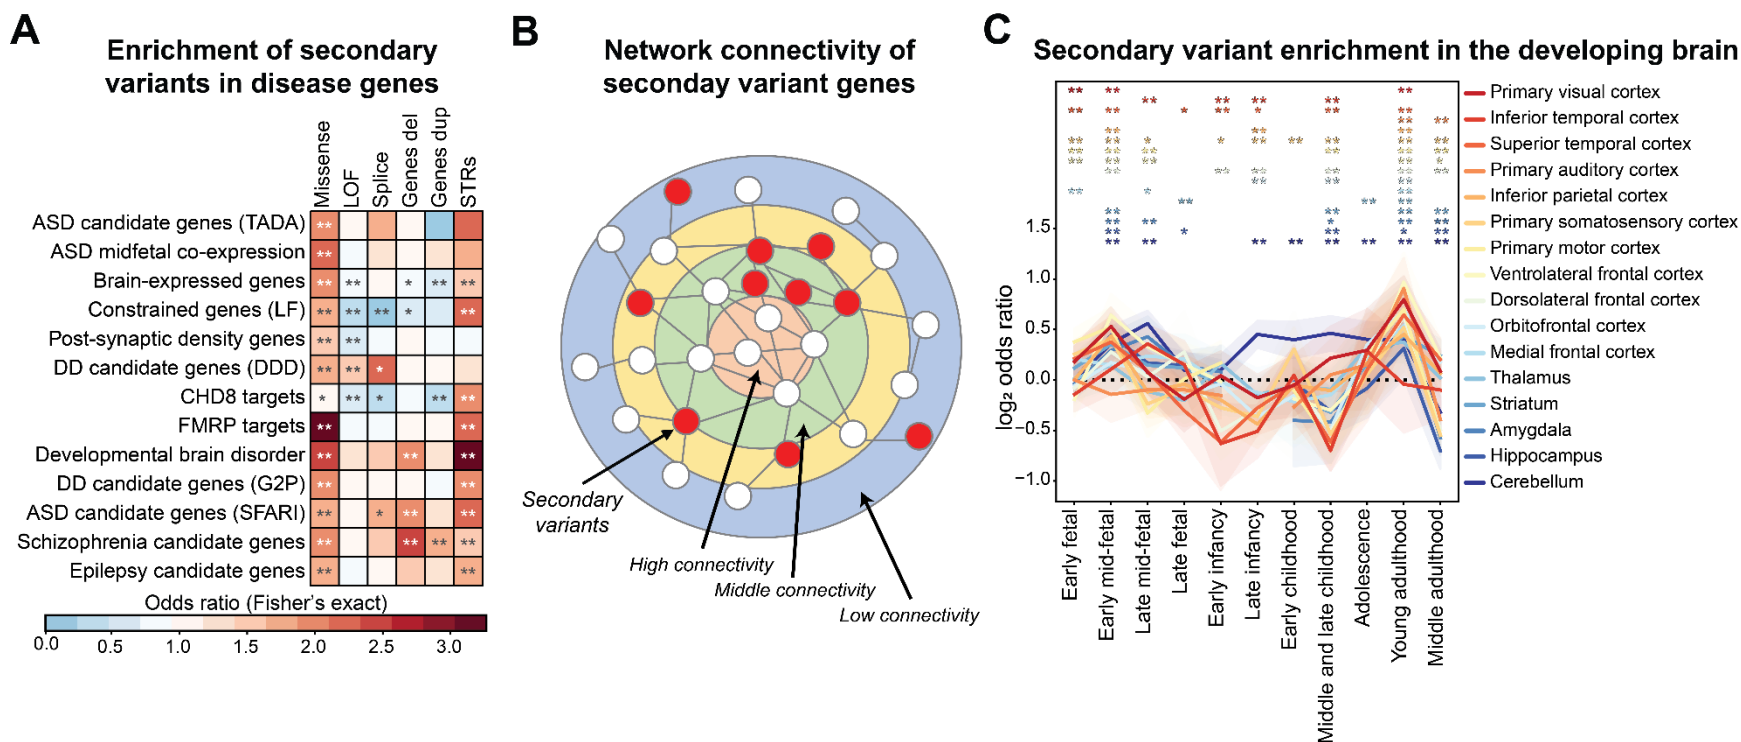 A
Enrichment of secondary
variants in disease genes
Missense
LOF
Splice
Genes del
Genes dup
STRs
ASD candidate genes (TADA)
**
ASD midfetal co-expression
**
Brain-expressed genes
** ** * ** **
Constrained genes (LF)
** ** ** * **
Post-synaptic density genes
** **
DD candidate genes (DDD)
** ** *
CHD8 targets
* ** * ** **
FMRP targets
** **
Developmental brain disorder
** ** **
DD candidate genes (G2P)
** **
ASD candidate genes (SFARI)
** * ** **
Schizophrenia candidate genes
** ** ** **
Epilepsy candidate genes
** **
Odds ratio (Fisher's exact)
0.0 0.5 1.0 1.5 2.0 2.5 3.0
B
Network connectivity of
seconday variant genes
Secondary
variants
High connectivity
Middle connectivity
Low connectivity
C
Secondary variant enrichment in the developing brain
log₂ odds ratio
1.5
1.0
0.5
0.0
−0.5
−1.0
Early fetal
Early mid-fetal
Late mid-fetal
Late fetal
Early infancy
Late infancy
Early childhood
Middle and late childhood
Adolescence
Young adulthood
Middle adulthood
Primary visual cortex
Inferior temporal cortex
Superior temporal cortex
Primary auditory cortex
Inferior parietal cortex
Primary somatosensory cortex
Primary motor cortex
Ventrolateral frontal cortex
Dorsolateral frontal cortex
Orbitofrontal cortex
Medial frontal cortex
Thalamus
Striatum
Amygdala
Hippocampus
Cerebellum